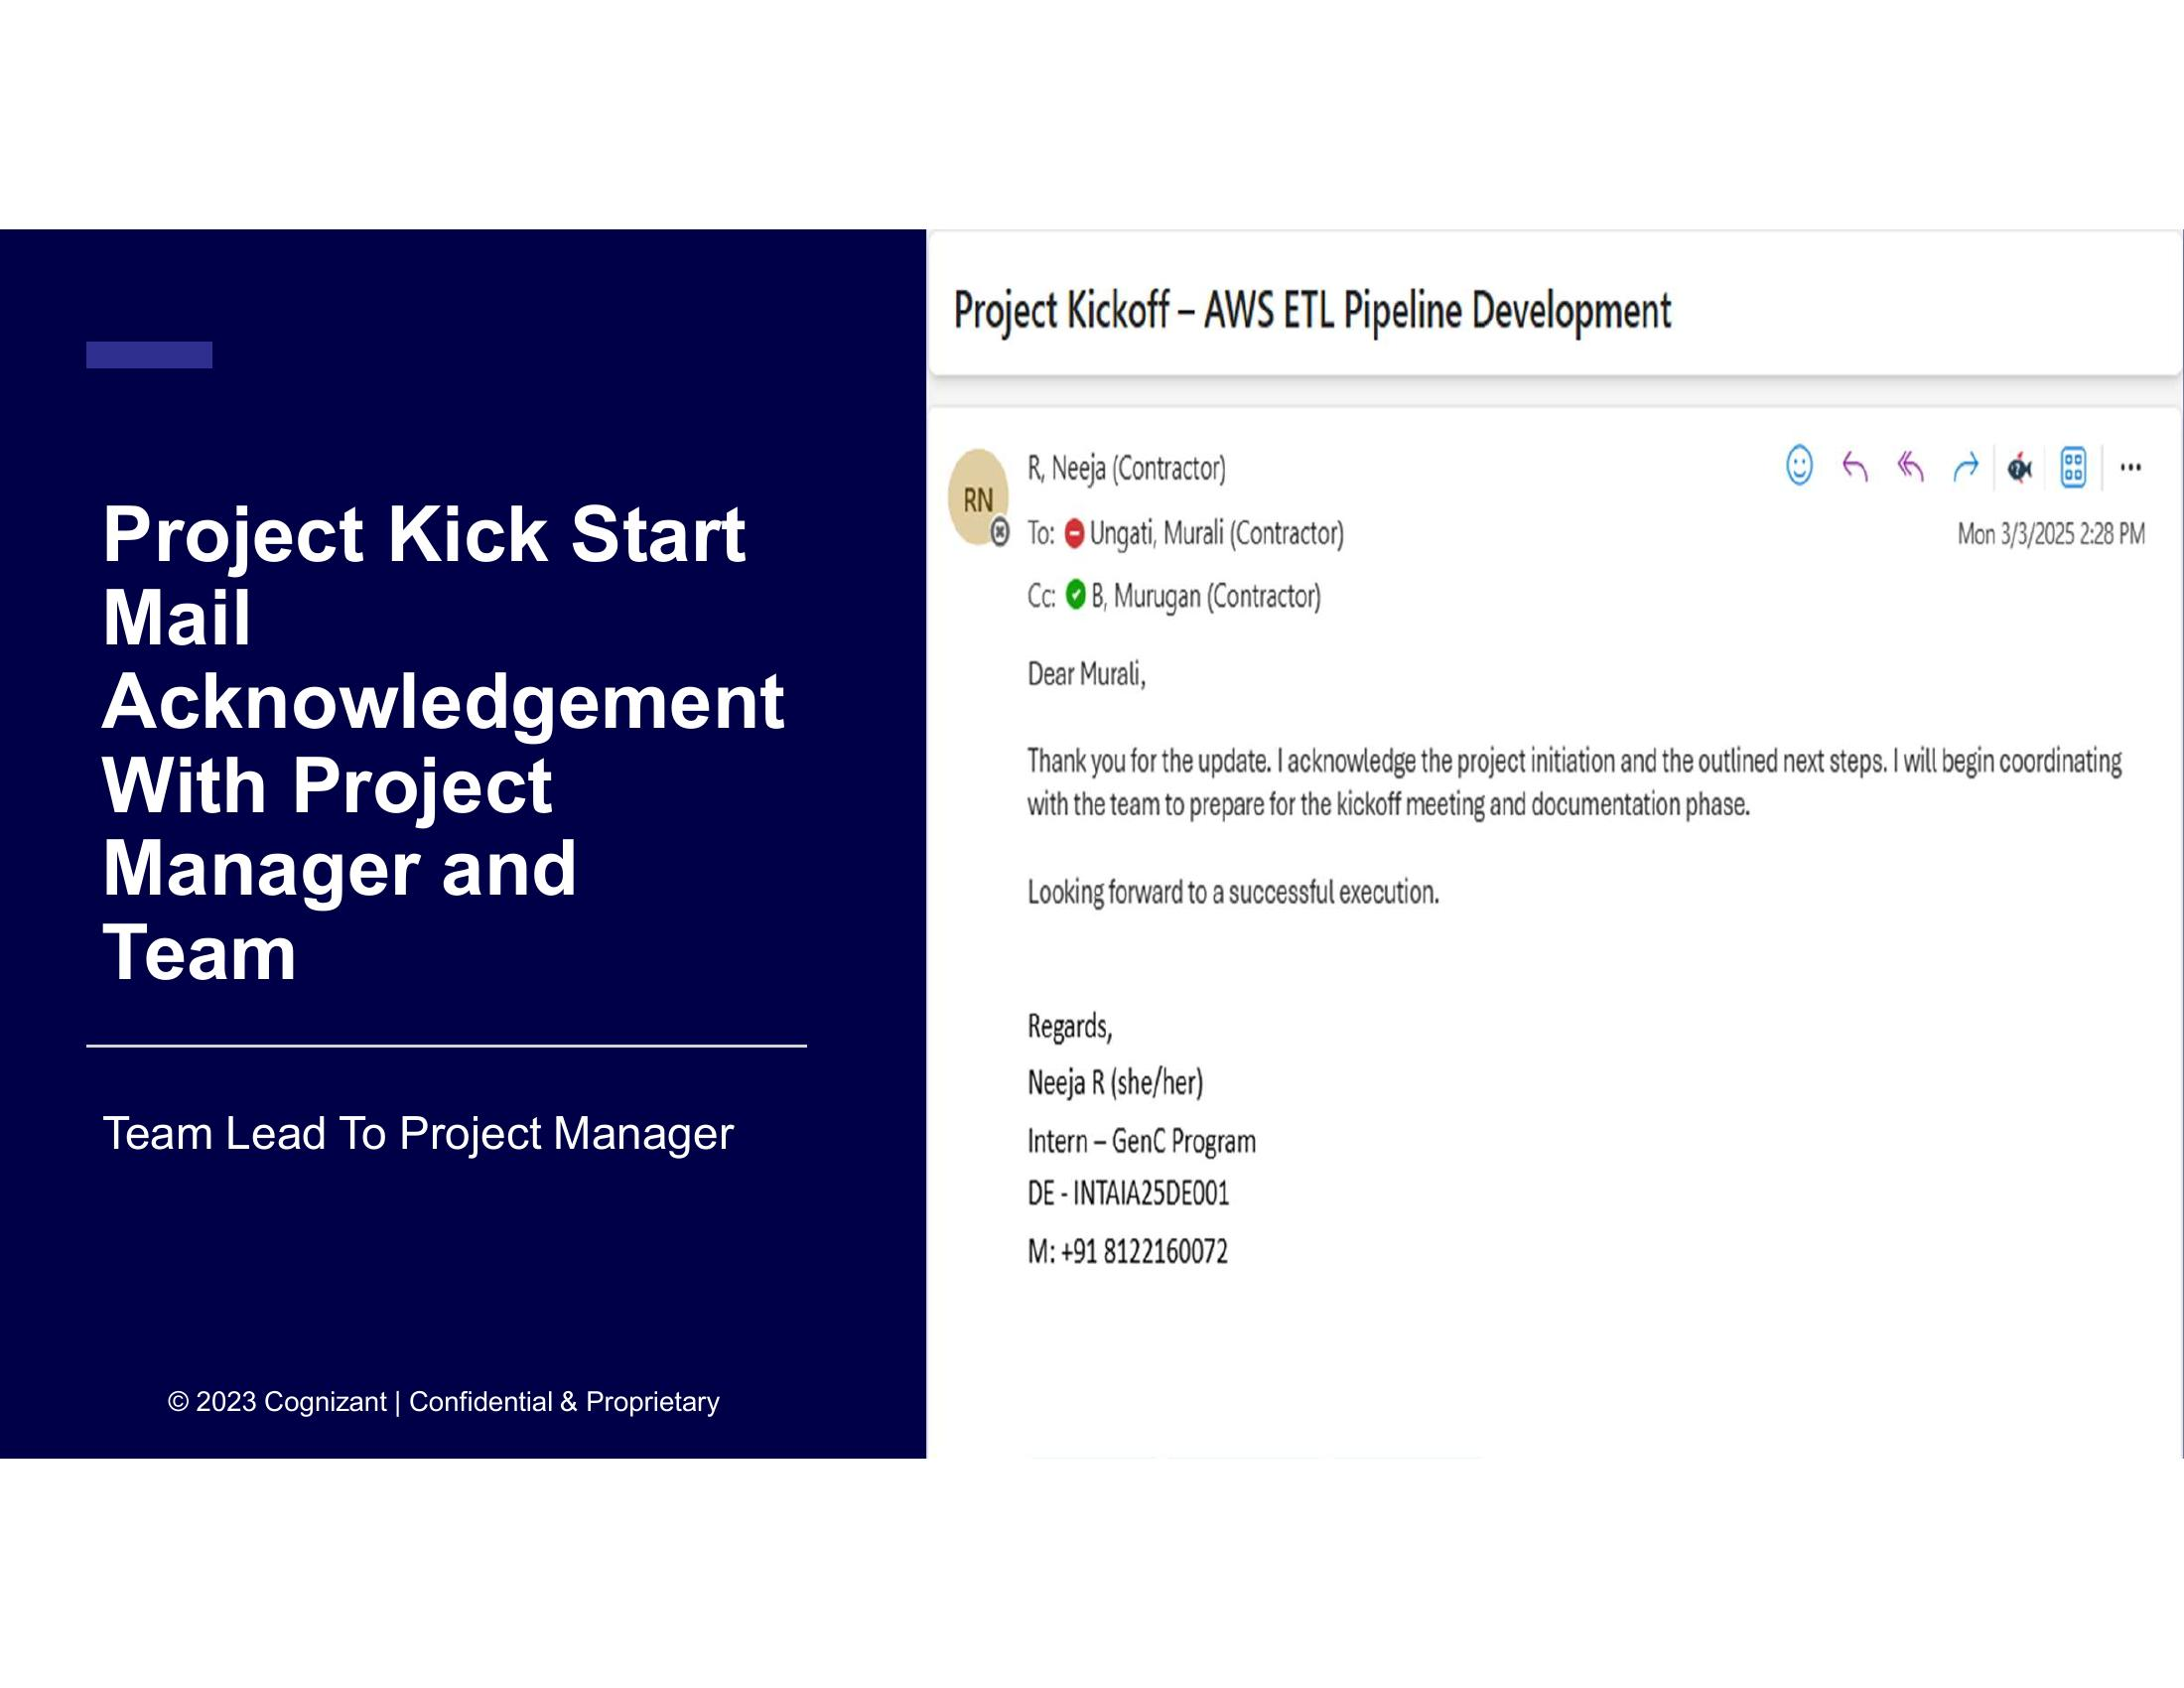 Project Kick Start
Mail
Acknowledgement
With Project
Manager and
Team
Team Lead To Project Manager
© 2023 Cognizant | Confidential & Proprietary
Project Kickoff – AWS ETL Pipeline Development
RN
R, Neeja (Contractor)
To: Ungati, Murali (Contractor)
Mon 3/3/2025 2:28 PM
Cc: B, Murugan (Contractor)
Dear Murali,
Thank you for the update. I acknowledge the project initiation and the outlined next steps. I will begin coordinating
with the team to prepare for the kickoff meeting and documentation phase.
Looking forward to a successful execution.
Regards,
Neeja R (she/her)
Intern – GenC Program
DE - INTAIA25DE001
M: +91 8122160072